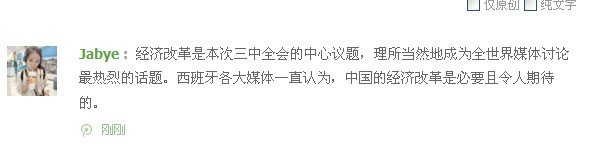 仅原创 纯文字
Jabye：经济改革是本次三中全会的中心议题，理所当然地成为全世界媒体讨论
最热烈的话题。西班牙各大媒体一直认为，中国的经济改革是必要且令人期待
的。
刚刚